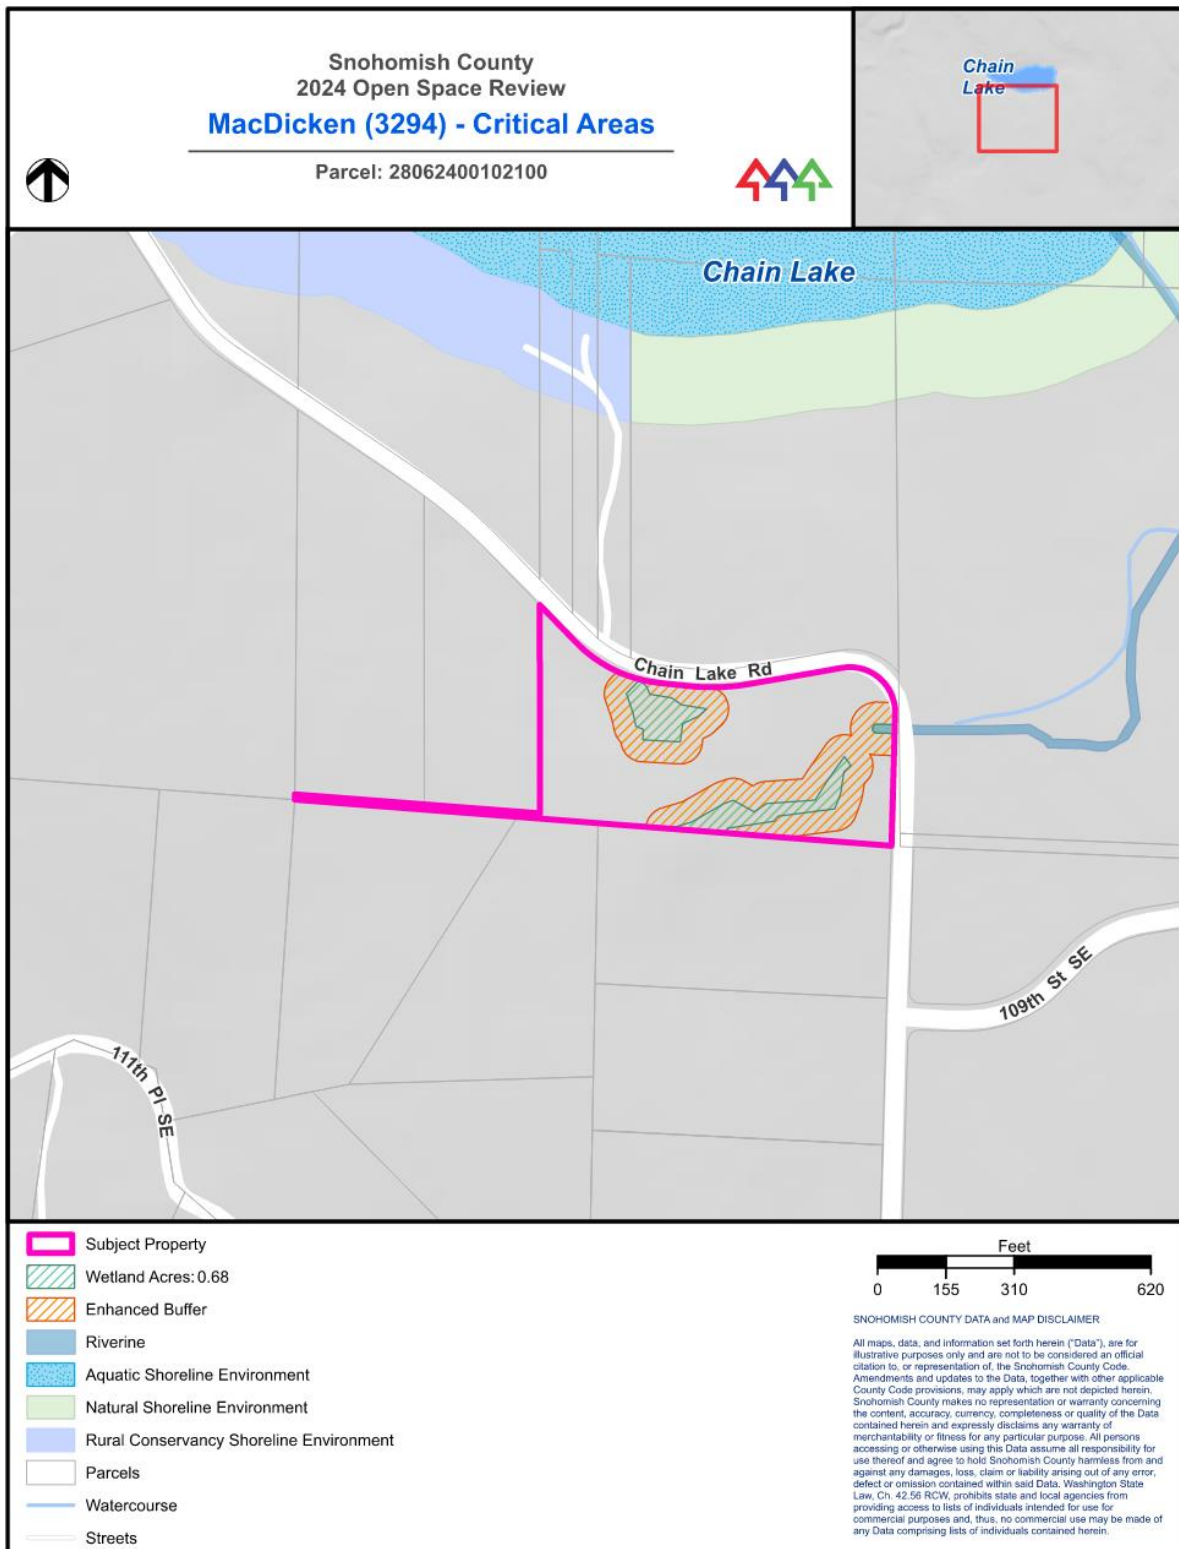 Snohomish County
2024 Open Space Review
MacDicken (3294) - Critical Areas
Parcel: 28062400102100
Chain
Lake
Chain Lake
Chain Lake Rd
109th St SE
111th Pl SE
Subject Property
Wetland Acres: 0.68
Enhanced Buffer
Riverine
Aquatic Shoreline Environment
Natural Shoreline Environment
Rural Conservancy Shoreline Environment
Parcels
Watercourse
Streets
Feet
0 155 310 620
SNOHOMISH COUNTY DATA and MAP DISCLAIMER
All maps, data, and information set forth herein ("Data"), are for
illustrative purposes only and are not to be considered an official
citation to, or representation of, the Snohomish County Code.
Amendments and updates to the Data, together with other applicable
County Code provisions, may apply which are not depicted herein.
Snohomish County makes no representation or warranty concerning
the content, accuracy, currency, completeness or quality of the Data
contained herein and expressly disclaims any warranty of
merchantability or fitness for any particular purpose. All persons
accessing or otherwise using this Data assume all responsibility for
use thereof and agree to hold Snohomish County harmless from and
against any damages, loss, claim or liability arising out of any error,
defect or omission contained within said Data. Washington State
Law, Ch. 42.56 RCW, prohibits state and local agencies from
providing access to lists of individuals intended for use for
commercial purposes and, thus, no commercial use may be made of
any Data comprising lists of individuals contained herein.